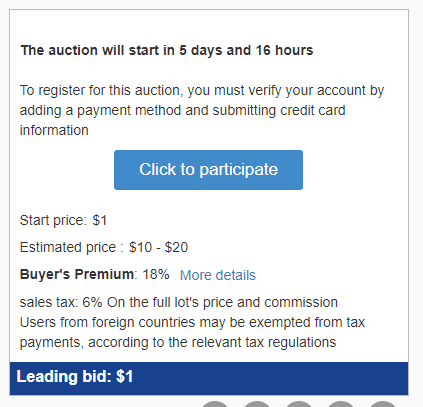 The auction will start in 5 days and 16 hours
To register for this auction, you must verify your account by
adding a payment method and submitting credit card
information
Click to participate
Start price: $1
Estimated price : $10 - $20
Buyer's Premium: 18% More details
sales tax: 6% On the full lot's price and commission
Users from foreign countries may be exempted from tax
payments, according to the relevant tax regulations
Leading bid: $1